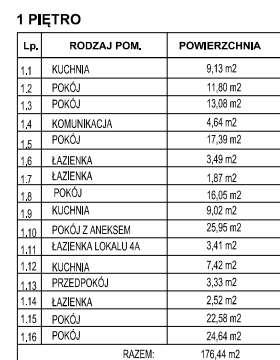 1 PIĘTRO
Lp. RODZAJ POM. POWIERZCHNIA
1.1 KUCHNIA 9,13 m2
1.2 POKÓJ 11,80 m2
1.3 POKÓJ 13,08 m2
1.4 KOMUNIKACJA 4,64 m2
1.5 POKÓJ 17,39 m2
1.6 ŁAZIENKA 3,49 m2
1.7 ŁAZIENKA 1,87 m2
1.8 POKÓJ 16,05 m2
1.9 KUCHNIA 9,02 m2
1.10 POKÓJ Z ANEKSEM 25,95 m2
1.11 ŁAZIENKA LOKALU 4A 3,41 m2
1.12 KUCHNIA 7,42 m2
1.13 PRZEDPOKÓJ 3,33 m2
1.14 ŁAZIENKA 2,52 m2
1.15 POKÓJ 22,58 m2
1.16 POKÓJ 24,64 m2
RAZEM: 176,44 m2